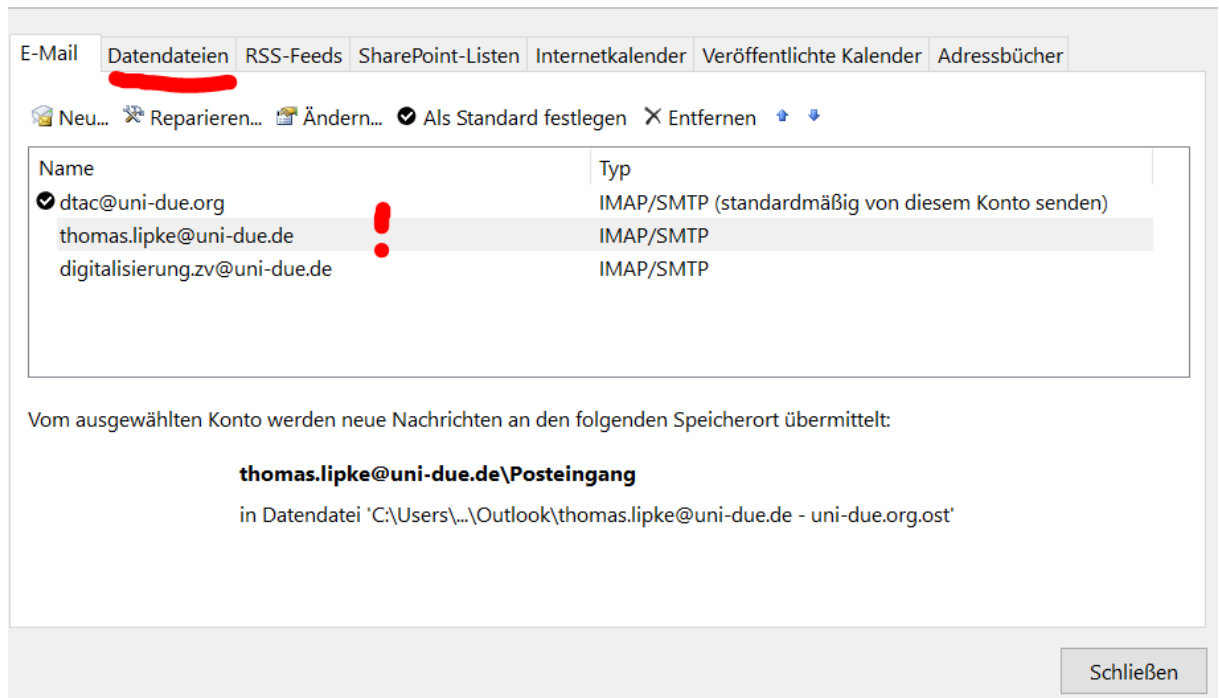 E-Mail Datendateien RSS-Feeds SharePoint-Listen Internetkalender Veröffentlichte Kalender Adressbücher
Neu... Reparieren... Ändern... Als Standard festlegen Entfernen
Name Typ
dtac@uni-due.org IMAP/SMTP (standardmäßig von diesem Konto senden)
thomas.lipke@uni-due.de ! IMAP/SMTP
digitalisierung.zv@uni-due.de IMAP/SMTP
Vom ausgewählten Konto werden neue Nachrichten an den folgenden Speicherort übermittelt:
thomas.lipke@uni-due.de\Posteingang
in Datendatei 'C:\Users\...\Outlook\thomas.lipke@uni-due.de - uni-due.org.ost'
Schließen